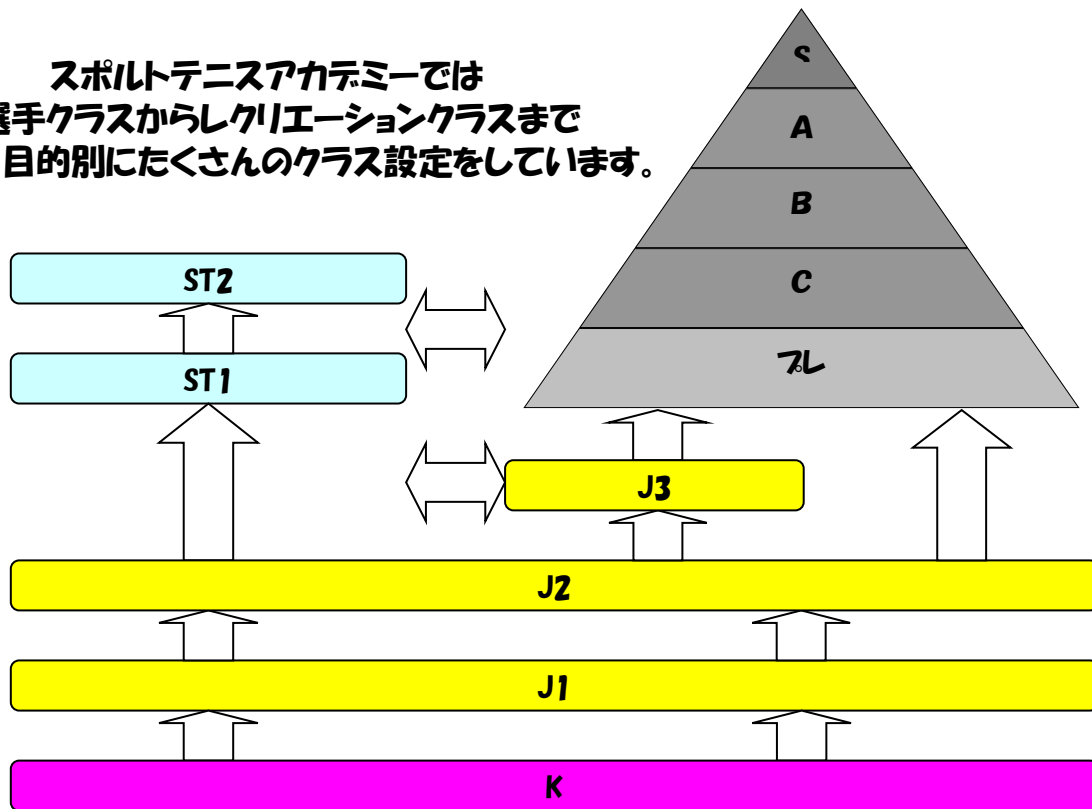 スポルトテニスアカデミーでは
選手クラスからレクリエーションクラスまで
目的別にたくさんのクラス設定をしています。
S
A
B
C
プレ
ST2
ST1
J3
J2
J1
K